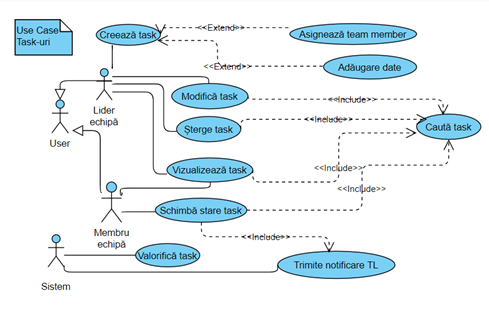 Use Case
Task-uri
Creează task
<<Extend>>
Asignează team member
<<Extend>>
Adăugare date
Lider
echipă
Modifică task
<<Include>>
User
Șterge task
<<Include>>
Caută task
Vizualizează task
<<Include>>
<<Include>>
Schimbă stare task
Membru
echipă
<<Include>>
Sistem
Valorifică task
Trimite notificare TL